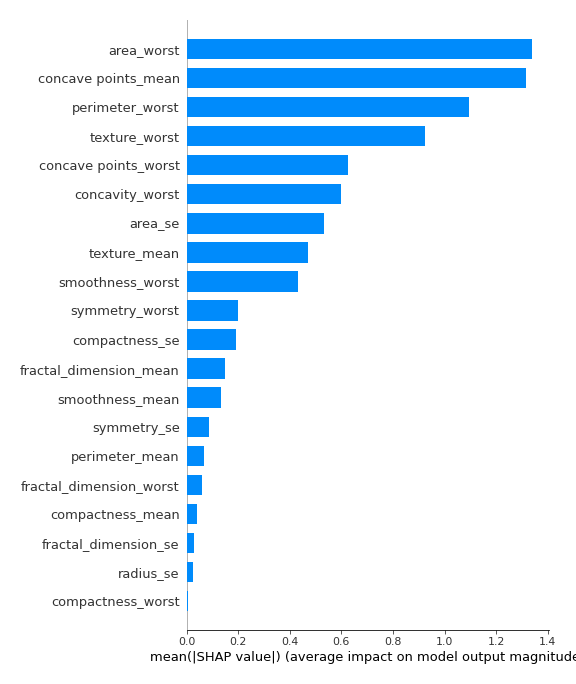 area_worst
concave points_mean
perimeter_worst
texture_worst
concave points_worst
concavity_worst
area_se
texture_mean
smoothness_worst
symmetry_worst
compactness_se
fractal_dimension_mean
smoothness_mean
symmetry_se
perimeter_mean
fractal_dimension_worst
compactness_mean
fractal_dimension_se
radius_se
compactness_worst
0.0 0.2 0.4 0.6 0.8 1.0 1.2 1.4
mean(|SHAP value|) (average impact on model output magnitude